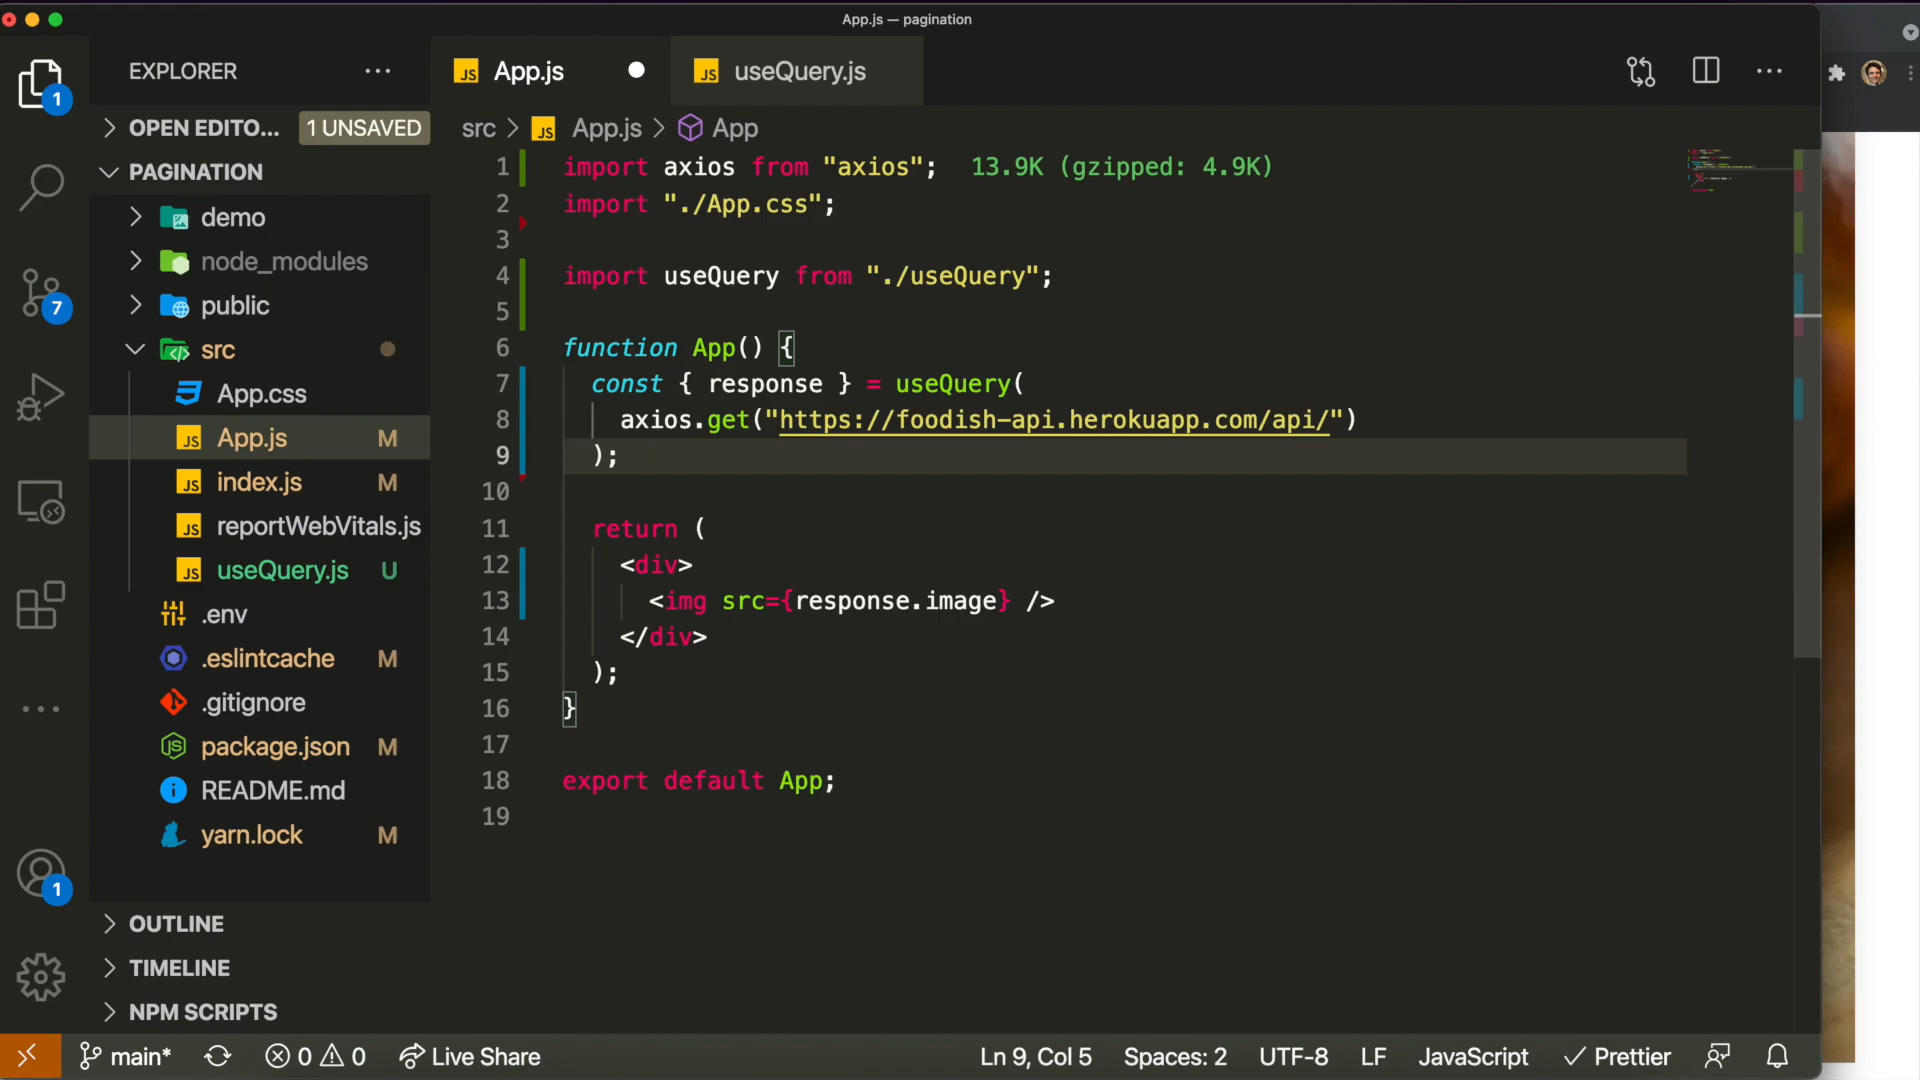 App.js — pagination
EXPLORER
App.js
useQuery.js
OPEN EDITO...
1 UNSAVED
PAGINATION
demo
node_modules
public
src
App.css
App.js M
index.js M
reportWebVitals.js
useQuery.js U
.env
.eslintcache M
.gitignore
package.json M
README.md
yarn.lock M
OUTLINE
TIMELINE
NPM SCRIPTS
1
7
1
src > App.js > App
1 import axios from "axios"; 13.9K (gzipped: 4.9K)
2 import "./App.css";
3
4 import useQuery from "./useQuery";
5
6 function App() {
7 const { response } = useQuery(
8 axios.get("https://foodish-api.herokuapp.com/api/")
9 );
10
11 return (
12 <div>
13 <img src={response.image} />
14 </div>
15 );
16 }
17
18 export default App;
19
main* 0 0 Live Share Ln 9, Col 5 Spaces: 2 UTF-8 LF JavaScript Prettier